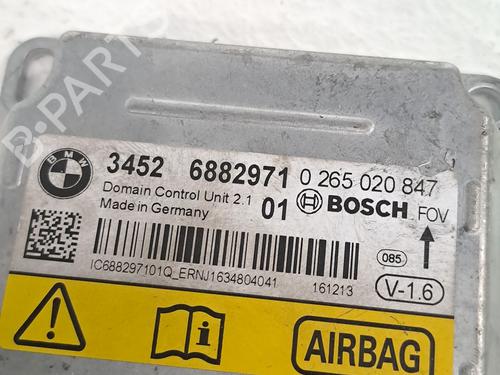 B-PARTS
BMW
3452 6882971 0 265 020 847
Domain Control Unit 2.1 01 BOSCH FOV
Made in Germany
085
IC688297101Q_ERNJ1634804041 161213 V-1.6
AIRBAG